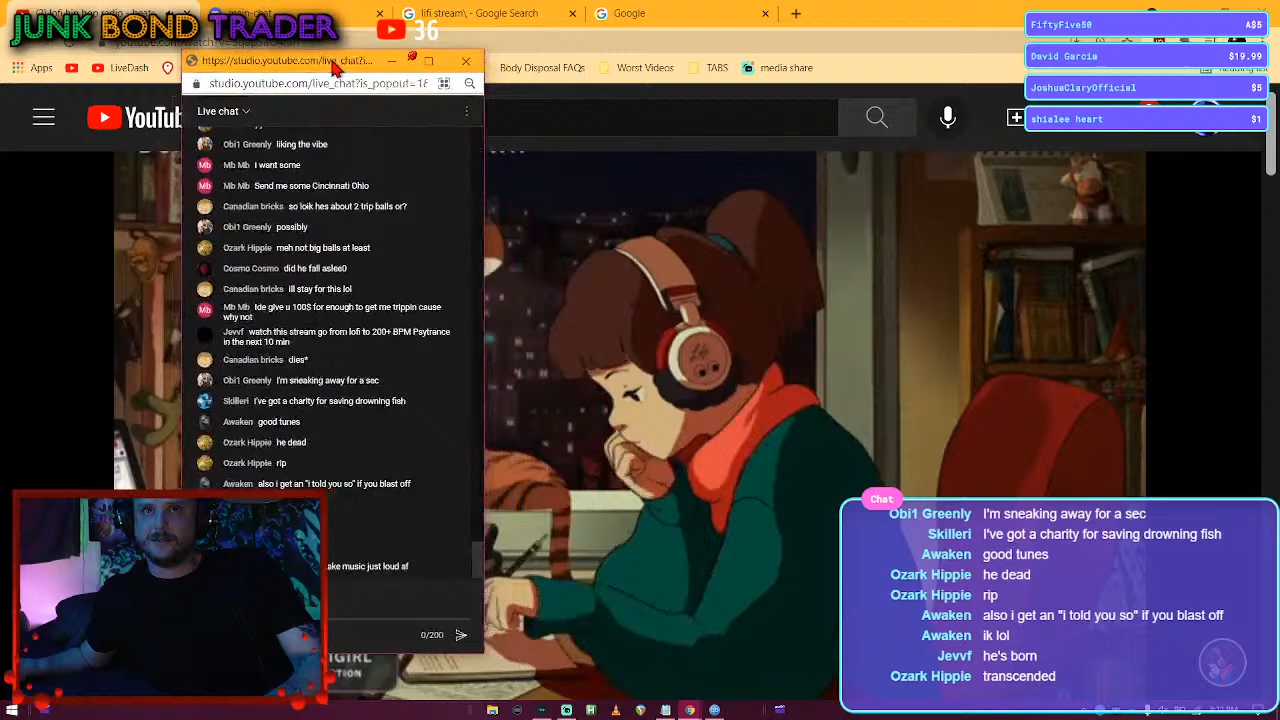 JUNK BOND TRADER
36
lifi stream\ - Google Search
Google
FiftyFive50 A$5
David Garcia $19.99
JoshuaClaryOfficial $5
shialee heart $1
https://studio.youtube.com/live_chat?i...
studio.youtube.com/live_chat?is_popout=16
Apps
LiveDash
Body Disposal FAQs
Worst Videos
TABS
media share
YouTub
Live chat
Obi1 Greenly liking the vibe
Mb Mb I want some
Mb Mb Send me some Cincinnati Ohio
Canadian bricks so loik hes about 2 trip balls or?
Obi1 Greenly possibly
Ozark Hippie meh not big balls at least
Cosmo Cosmo did he fall aslee0
Canadian bricks ill stay for this lol
Mb Mb Ide give u 100$ for enough to get me trippin cause
why not
Jevvf watch this stream go from lofi to 200+ BPM Psytrance
in the next 10 min
Canadian bricks dies*
Obi1 Greenly I'm sneaking away for a sec
Skilleri I've got a charity for saving drowning fish
Awaken good tunes
Ozark Hippie he dead
Ozark Hippie rip
Awaken also i get an "i told you so" if you blast off
ake music just loud af
0/200
Chat
Obi1 Greenly I'm sneaking away for a sec
Skilleri I've got a charity for saving drowning fish
Awaken good tunes
Ozark Hippie he dead
Ozark Hippie rip
Awaken also i get an "i told you so" if you blast off
Awaken ik lol
Jevvf he's born
Ozark Hippie transcended